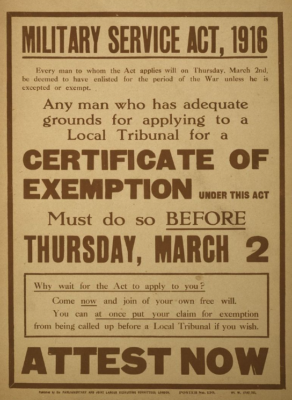 MILITARY SERVICE ACT, 1916
Every man to whom the Act applies will on Thursday, March 2nd,
be deemed to have enlisted for the period of the War unless he is
excepted or exempt.
Any man who has adequate
grounds for applying to a
Local Tribunal for a
CERTIFICATE OF
EXEMPTION UNDER THIS ACT
Must do so BEFORE
THURSDAY, MARCH 2
Why wait for the Act to apply to you?
Come now and join of your own free will.
You can at once put your claim for exemption
from being called up before a Local Tribunal if you wish.
ATTEST NOW
PARLIAMENTARY RECRUITING COMMITTEE, LONDON.